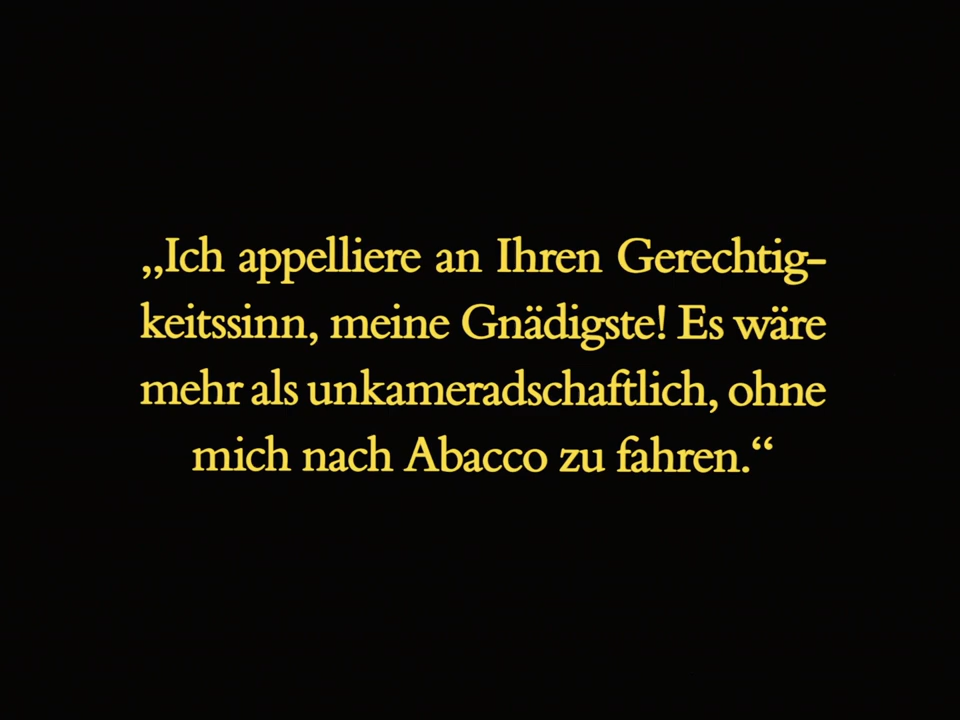 „Ich appelliere an Ihren Gerechtig-
keitssinn, meine Gnädigste! Es wäre
mehr als unkameradschaftlich, ohne
mich nach Abacco zu fahren.“